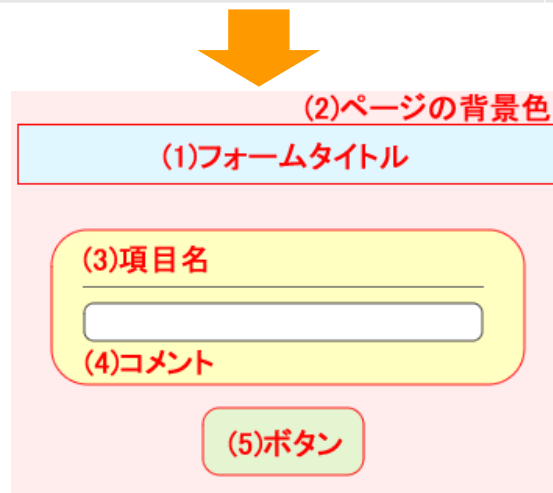 (2)ページの背景色
(1)フォームタイトル
(3)項目名
(4)コメント
(5)ボタン